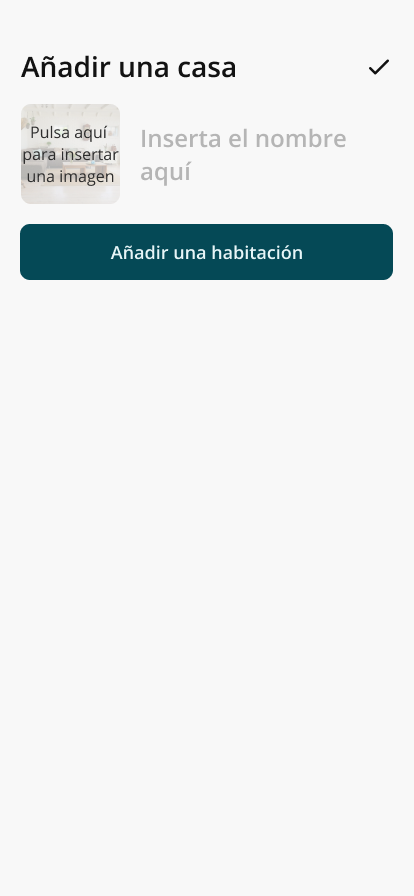 Añadir una casa
Pulsa aquí
para insertar
una imagen
Inserta el nombre
aquí
Añadir una habitación